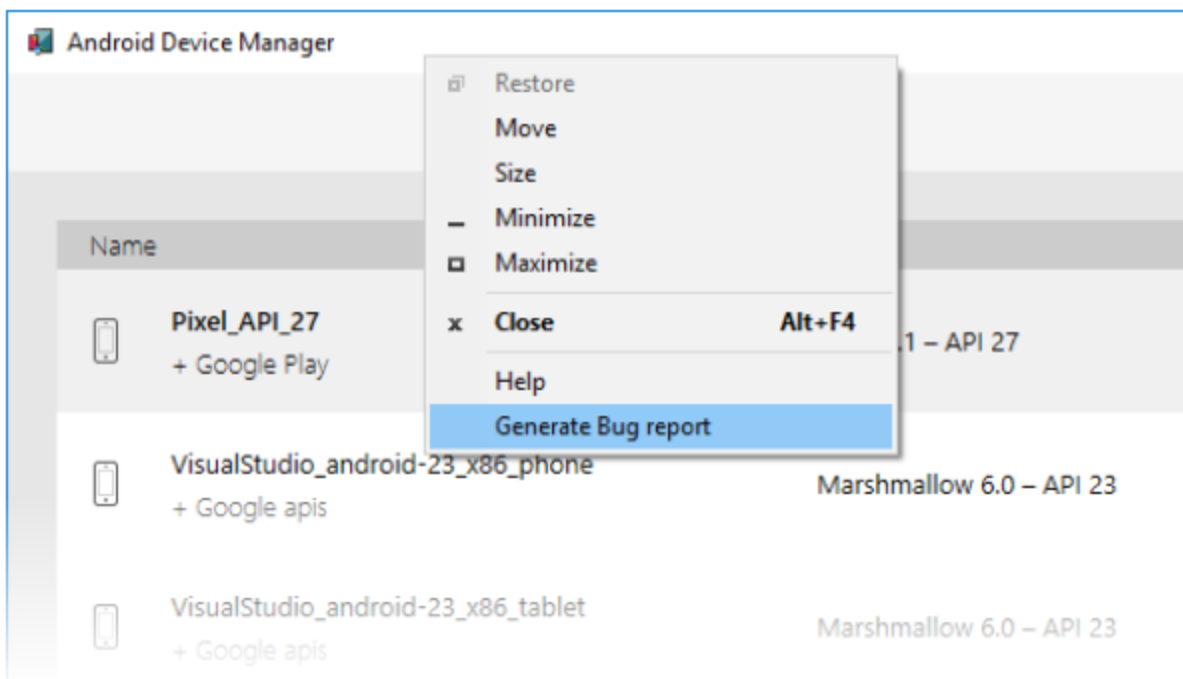 Android Device Manager
Restore
Move
Size
Minimize
Maximize
Close Alt+F4
Help
Generate Bug report
Name
Pixel_API_27
+ Google Play
.1 – API 27
VisualStudio_android-23_x86_phone
+ Google apis
Marshmallow 6.0 – API 23
VisualStudio_android-23_x86_tablet
+ Google apis
Marshmallow 6.0 – API 23